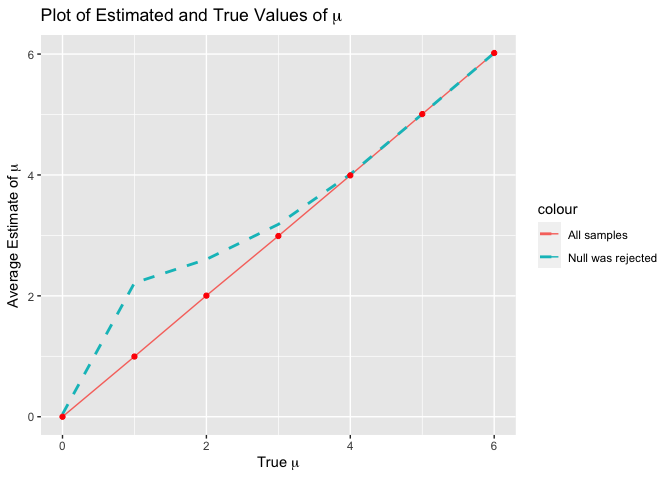 Plot of Estimated and True Values of μ
6
4
2
0
Average Estimate of μ
0 2 4 6
True μ
colour
All samples
Null was rejected